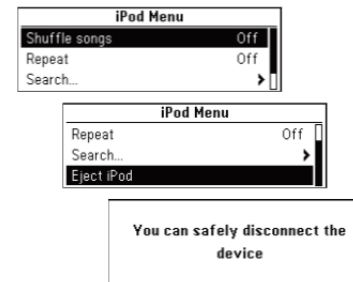 iPod Menu
Shuffle songs Off
Repeat Off
Search...
iPod Menu
Repeat Off
Search...
Eject iPod
You can safely disconnect the
device